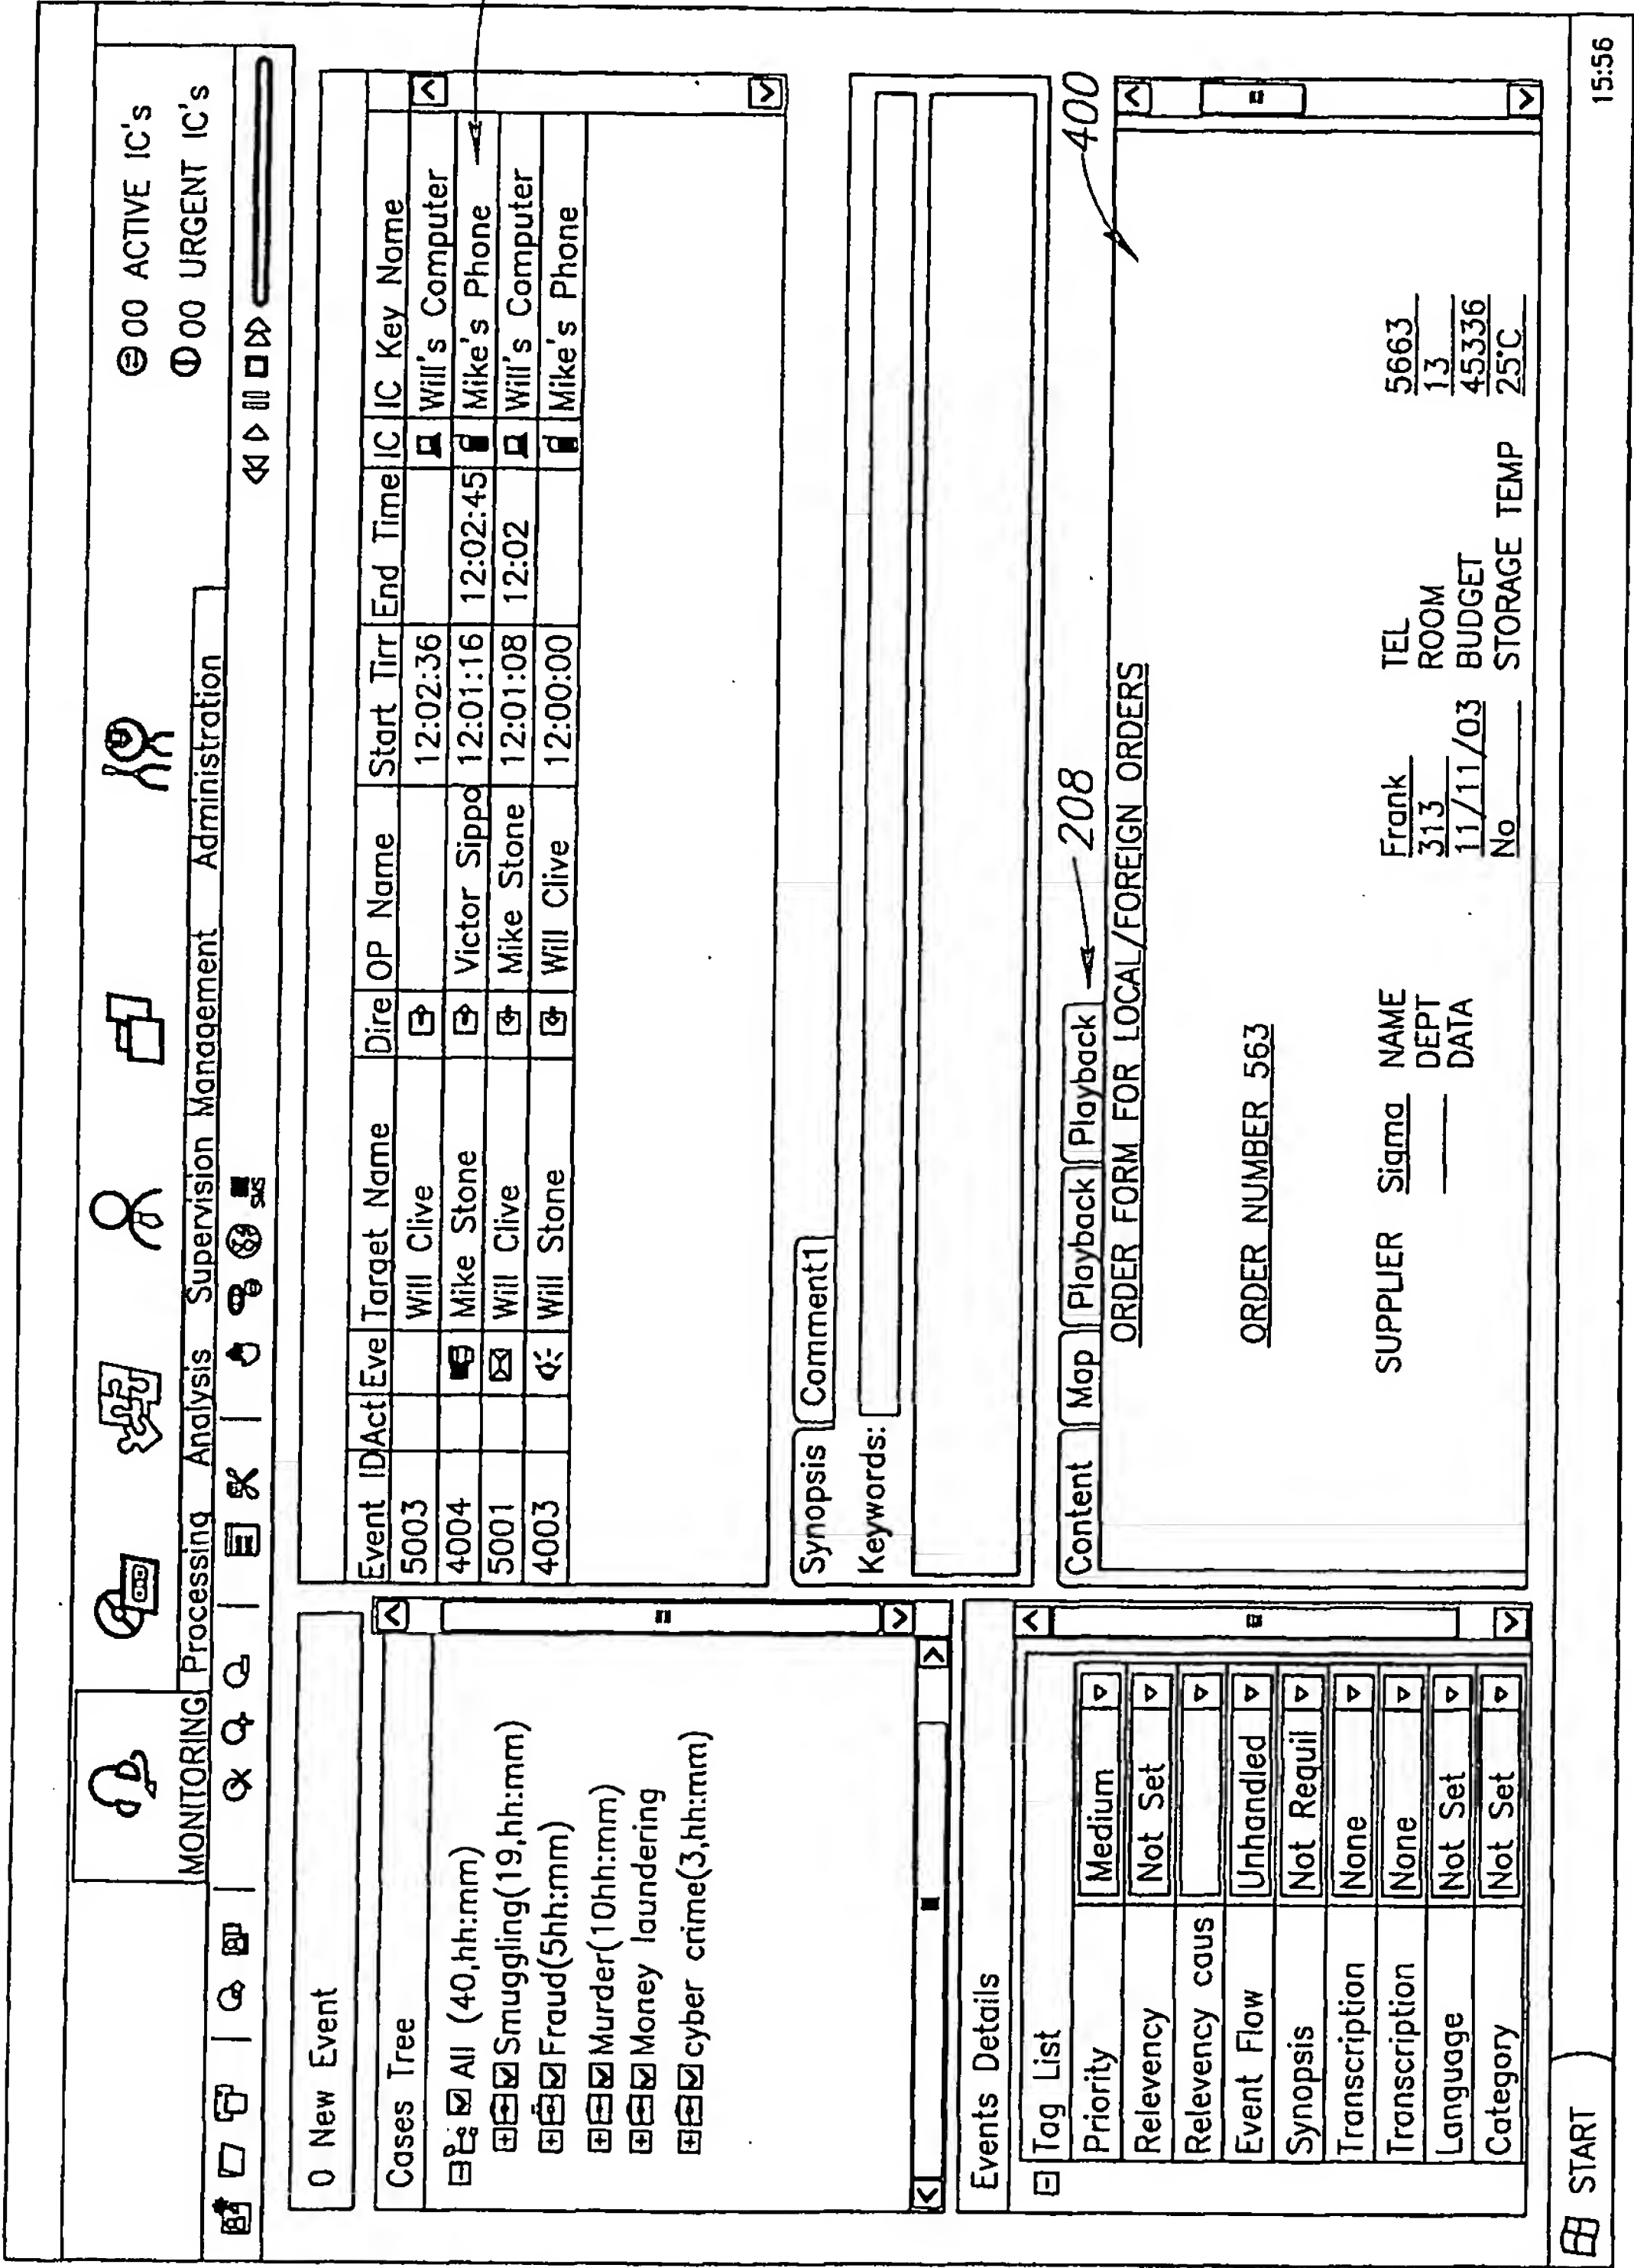 00 ACTIVE IC's
00 URGENT IC's
MONITORING Processing Analysis Supervision Management Administration
SMS
0 New Event
Cases Tree
All (40,hh:mm)
Smuggling(19,hh:mm)
Fraud(5hh:mm)
Murder(10hh:mm)
Money laundering
cyber crime(3,hh:mm)
Event ID Act Eve Target Name Dire OP Name Start Tirr End Time IC IC Key Name
5003 Will Clive 12:02:36 Will's Computer
4004 Mike Stone Victor Sippo 12:01:16 12:02:45 Mike's Phone
5001 Will Clive Mike Stone 12:01:08 12:02 Will's Computer
4003 Will Stone Will Clive 12:00:00 Mike's Phone
Synopsis Comment1
Keywords:
Events Details
Tag List
Priority Medium
Relevency Not Set
Relevency caus
Event Flow Unhandled
Synopsis Not Requil
Transcription None
Transcription None
Language Not Set
Category Not Set
Content Map Playback Playback 208
400
ORDER FORM FOR LOCAL/FOREIGN ORDERS
ORDER NUMBER 563
SUPPLIER Sigma NAME Frank TEL 5663
DEPT 313 ROOM 13
DATA 11/11/03 BUDGET 45336
No STORAGE TEMP 25°C
START 15:56